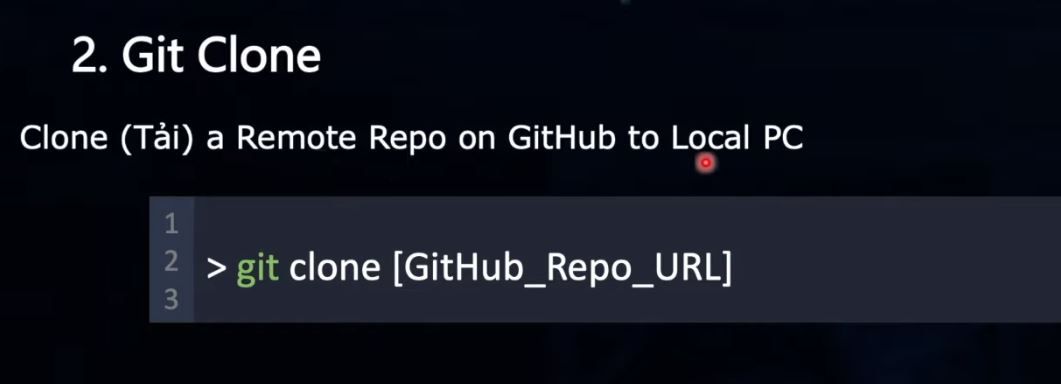 2. Git Clone
Clone (Tải) a Remote Repo on GitHub to Local PC
1
2 > git clone [GitHub_Repo_URL]
3